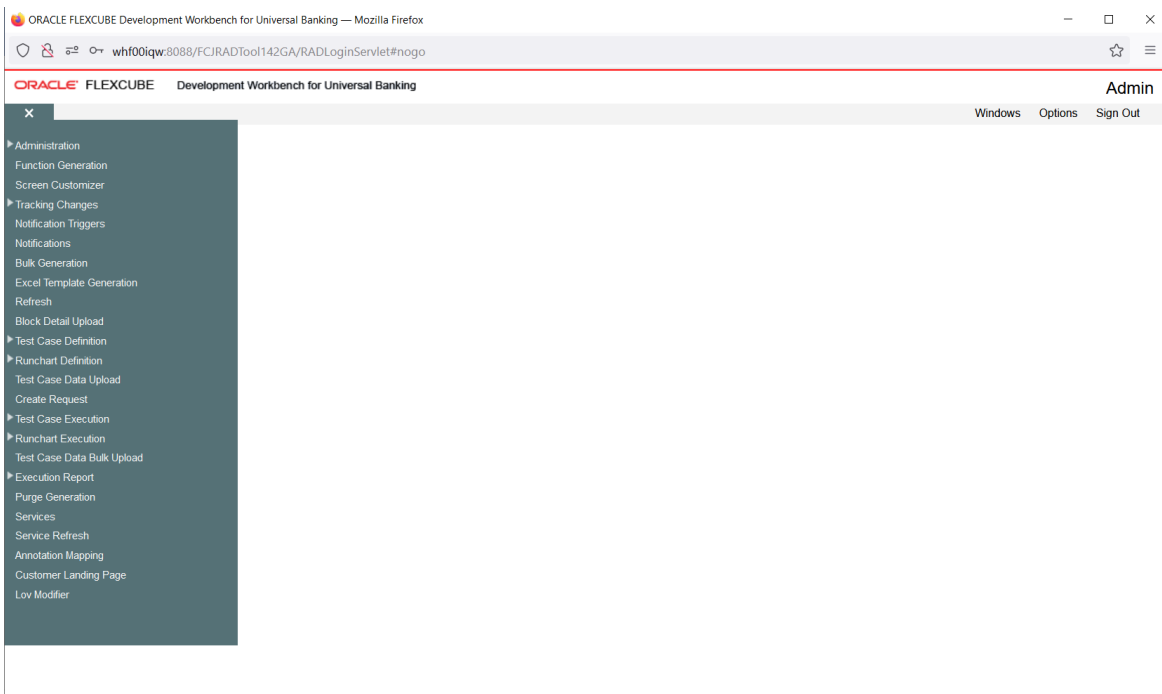 ORACLE FLEXCUBE Development Workbench for Universal Banking — Mozilla Firefox
whf00iqw:8088/FCJRADTool142GA/RADLoginServlet#nogo
ORACLE FLEXCUBE Development Workbench for Universal Banking Admin
Windows Options Sign Out
Administration
Function Generation
Screen Customizer
Tracking Changes
Notification Triggers
Notifications
Bulk Generation
Excel Template Generation
Refresh
Block Detail Upload
Test Case Definition
Runchart Definition
Test Case Data Upload
Create Request
Test Case Execution
Runchart Execution
Test Case Data Bulk Upload
Execution Report
Purge Generation
Services
Service Refresh
Annotation Mapping
Customer Landing Page
Lov Modifier